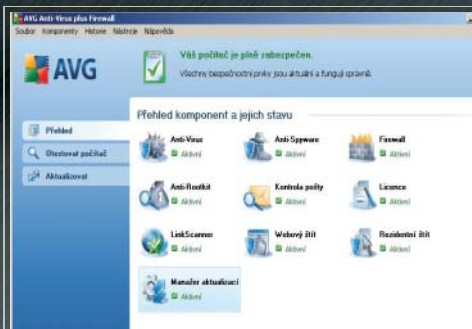 AVG Anti-Virus plus Firewall
Soubor Komponenty Historie Nástroje Nápověda
AVG
Váš počítač je plně zabezpečen.
Všechny bezpečnostní prvky jsou aktuální a fungují správně.
Přehled
Otestovat počítač
Aktualizovat
Přehled komponent a jejich stavu
Anti-Virus
Aktivní
Anti-Spyware
Aktivní
Firewall
Aktivní
Anti-Rootkit
Aktivní
Kontrola pošty
Aktivní
Licence
Aktivní
LinkScanner
Aktivní
Webový štít
Aktivní
Rezidentní štít
Aktivní
Manažer aktualizací
Aktivní